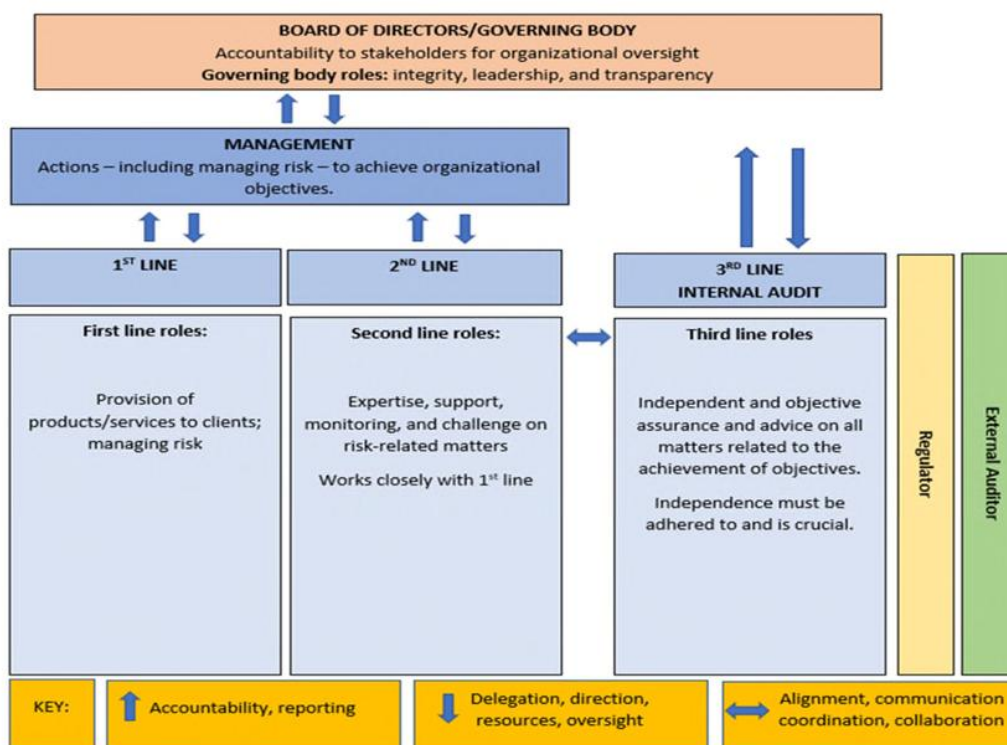 BOARD OF DIRECTORS/GOVERNING BODY
Accountability to stakeholders for organizational oversight
Governing body roles: integrity, leadership, and transparency
MANAGEMENT
Actions – including managing risk – to achieve organizational
objectives.
1ST LINE
2ND LINE
3RD LINE
INTERNAL AUDIT
First line roles:
Provision of
products/services to clients;
managing risk
Second line roles:
Expertise, support,
monitoring, and challenge on
risk-related matters
Works closely with 1st line
Third line roles
Independent and objective
assurance and advice on all
matters related to the
achievement of objectives.
Independence must be
adhered to and is crucial.
Regulator
External Auditor
KEY:
Accountability, reporting
Delegation, direction,
resources, oversight
Alignment, communication
coordination, collaboration